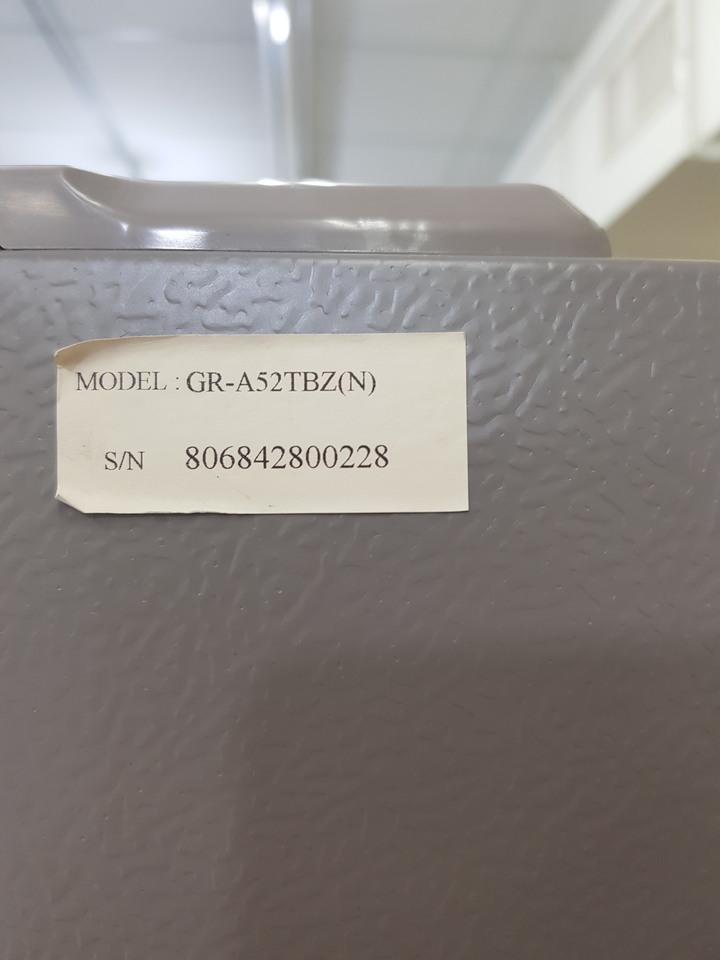 MODEL : GR-A52TBZ(N)
S/N 806842800228